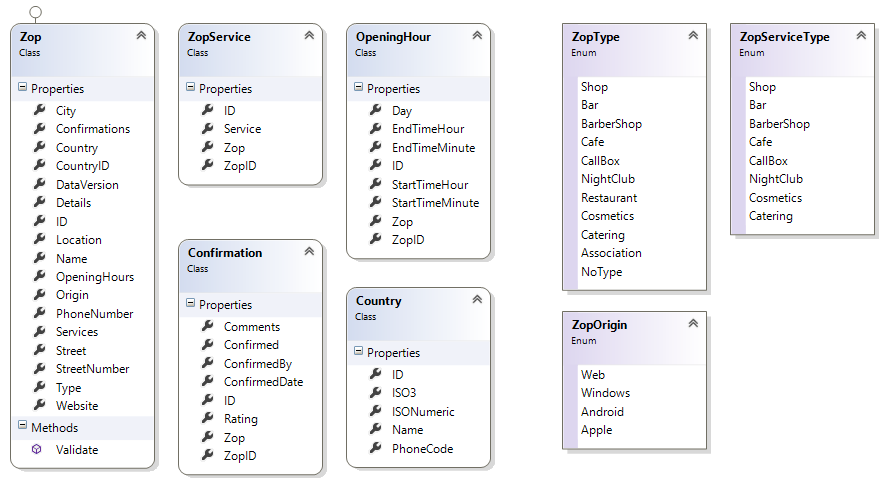 Zop
Class
Properties
City
Confirmations
Country
CountryID
DataVersion
Details
ID
Location
Name
OpeningHours
Origin
PhoneNumber
Services
Street
StreetNumber
Type
Website
Methods
Validate
ZopService
Class
Properties
ID
Service
Zop
ZopID
Confirmation
Class
Properties
Comments
Confirmed
ConfirmedBy
ConfirmedDate
ID
Rating
Zop
ZopID
OpeningHour
Class
Properties
Day
EndTimeHour
EndTimeMinute
ID
StartTimeHour
StartTimeMinute
Zop
ZopID
Country
Class
Properties
ID
ISO3
ISONumeric
Name
PhoneCode
ZopType
Enum
Shop
Bar
BarberShop
Cafe
CallBox
NightClub
Restaurant
Cosmetics
Catering
Association
NoType
ZopOrigin
Enum
Web
Windows
Android
Apple
ZopServiceType
Enum
Shop
Bar
BarberShop
Cafe
CallBox
NightClub
Cosmetics
Catering